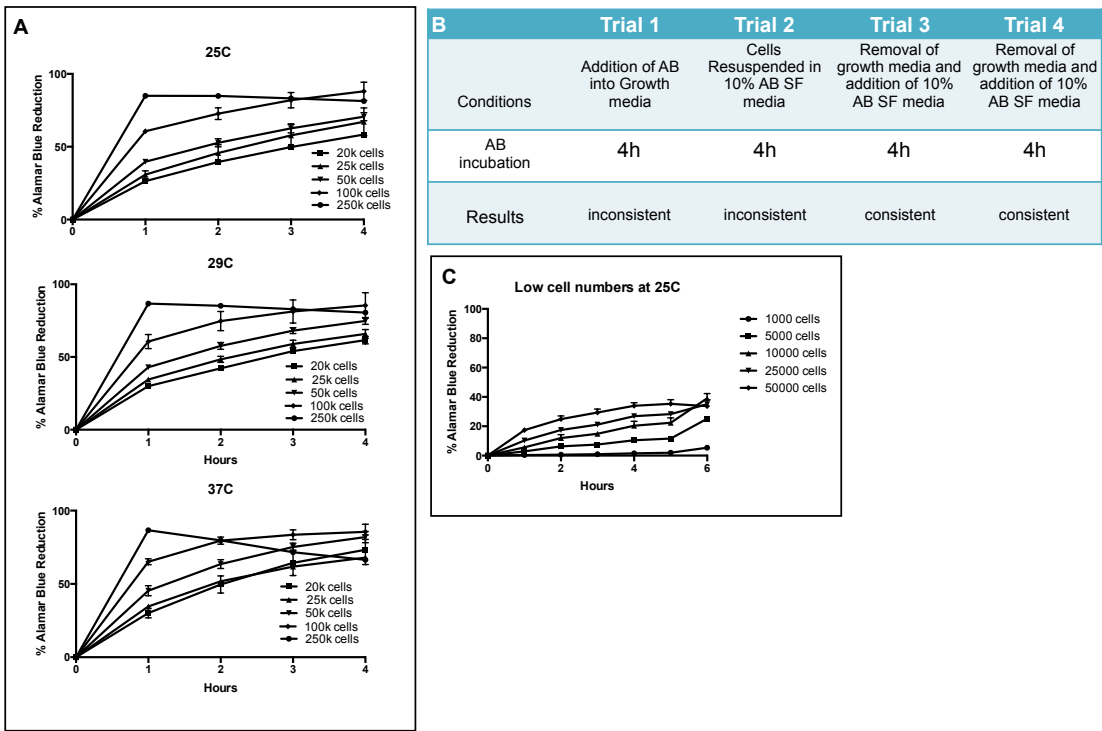 A
25C
% Alamar Blue Reduction
100
50
0
0 1 2 3 4
20k cells
25k cells
50k cells
100k cells
250k cells
29C
% Alamar Blue Reduction
100
50
0
0 1 2 3 4
Hours
20k cells
25k cells
50k cells
100k cells
250k cells
37C
% Alamar Blue Reduction
100
50
0
0 1 2 3 4
Hours
20k cells
25k cells
50k cells
100k cells
250k cells
B Trial 1 Trial 2 Trial 3 Trial 4
Conditions
Addition of AB
into Growth
media
Cells
Resuspended in
10% AB SF
media
Removal of
growth media and
addition of 10%
AB SF media
Removal of
growth media and
addition of 10%
AB SF media
AB
incubation
4h 4h 4h 4h
Results inconsistent inconsistent consistent consistent
C
Low cell numbers at 25C
% Alamar Blue Reduction
100
80
60
40
20
0
0 2 4 6
Hours
1000 cells
5000 cells
10000 cells
25000 cells
50000 cells